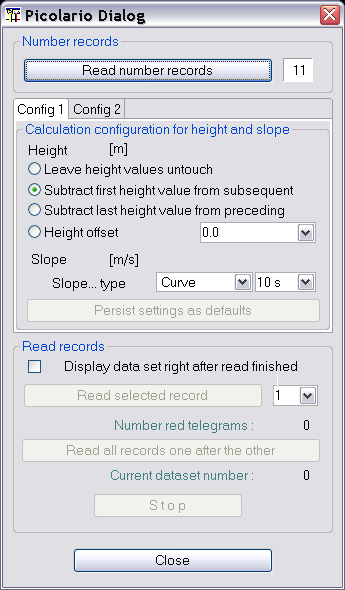 Picolario Dialog
Number records
Read number records 11
Config 1 Config 2
Calculation configuration for height and slope
Height [m]
Leave height values untouch
Subtract first height value from subsequent
Subtract last height value from preceding
Height offset 0.0
Slope [m/s]
Slope... type Curve 10 s
Persist settings as defaults
Read records
Display data set right after read finished
Read selected record 1
Number red telegrams : 0
Read all records one after the other
Current dataset number : 0
S t o p
Close